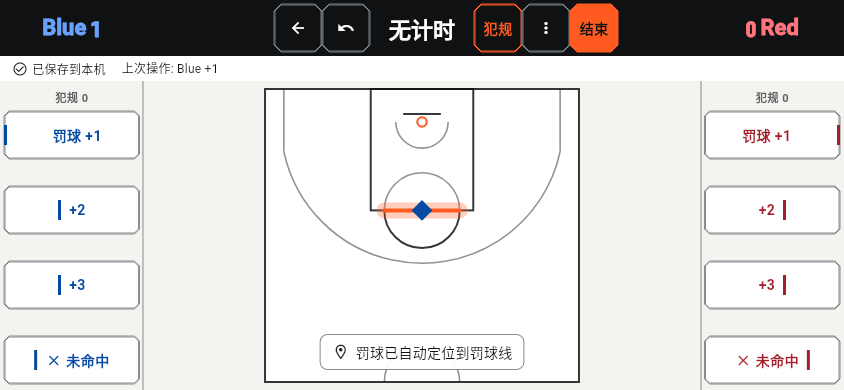 Blue 1
无计时
犯规
结束
0 Red
已保存到本机
上次操作: Blue +1
犯规 0
罚球 +1
+2
+3
× 未命中
罚球已自动定位到罚球线
犯规 0
罚球 +1
+2
+3
× 未命中